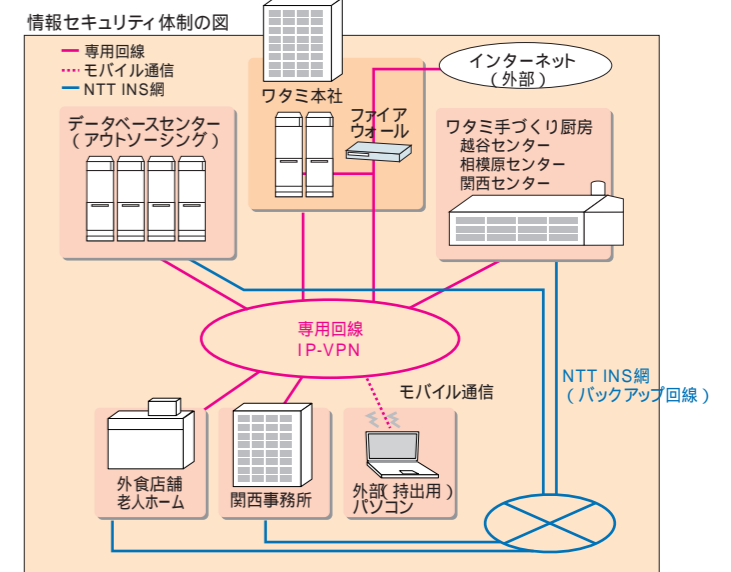 情報セキュリティ体制の図
専用回線
モバイル通信
NTT INS網
ワタミ本社
ファイア
ウォール
インターネット
（外部）
データベースセンター
（アウトソーシング）
ワタミ手づくり厨房
越谷センター
相模原センター
関西センター
専用回線
IP-VPN
モバイル通信
NTT INS網
（バックアップ回線）
外食店舗
老人ホーム
関西事務所
外部（持出用）
パソコン